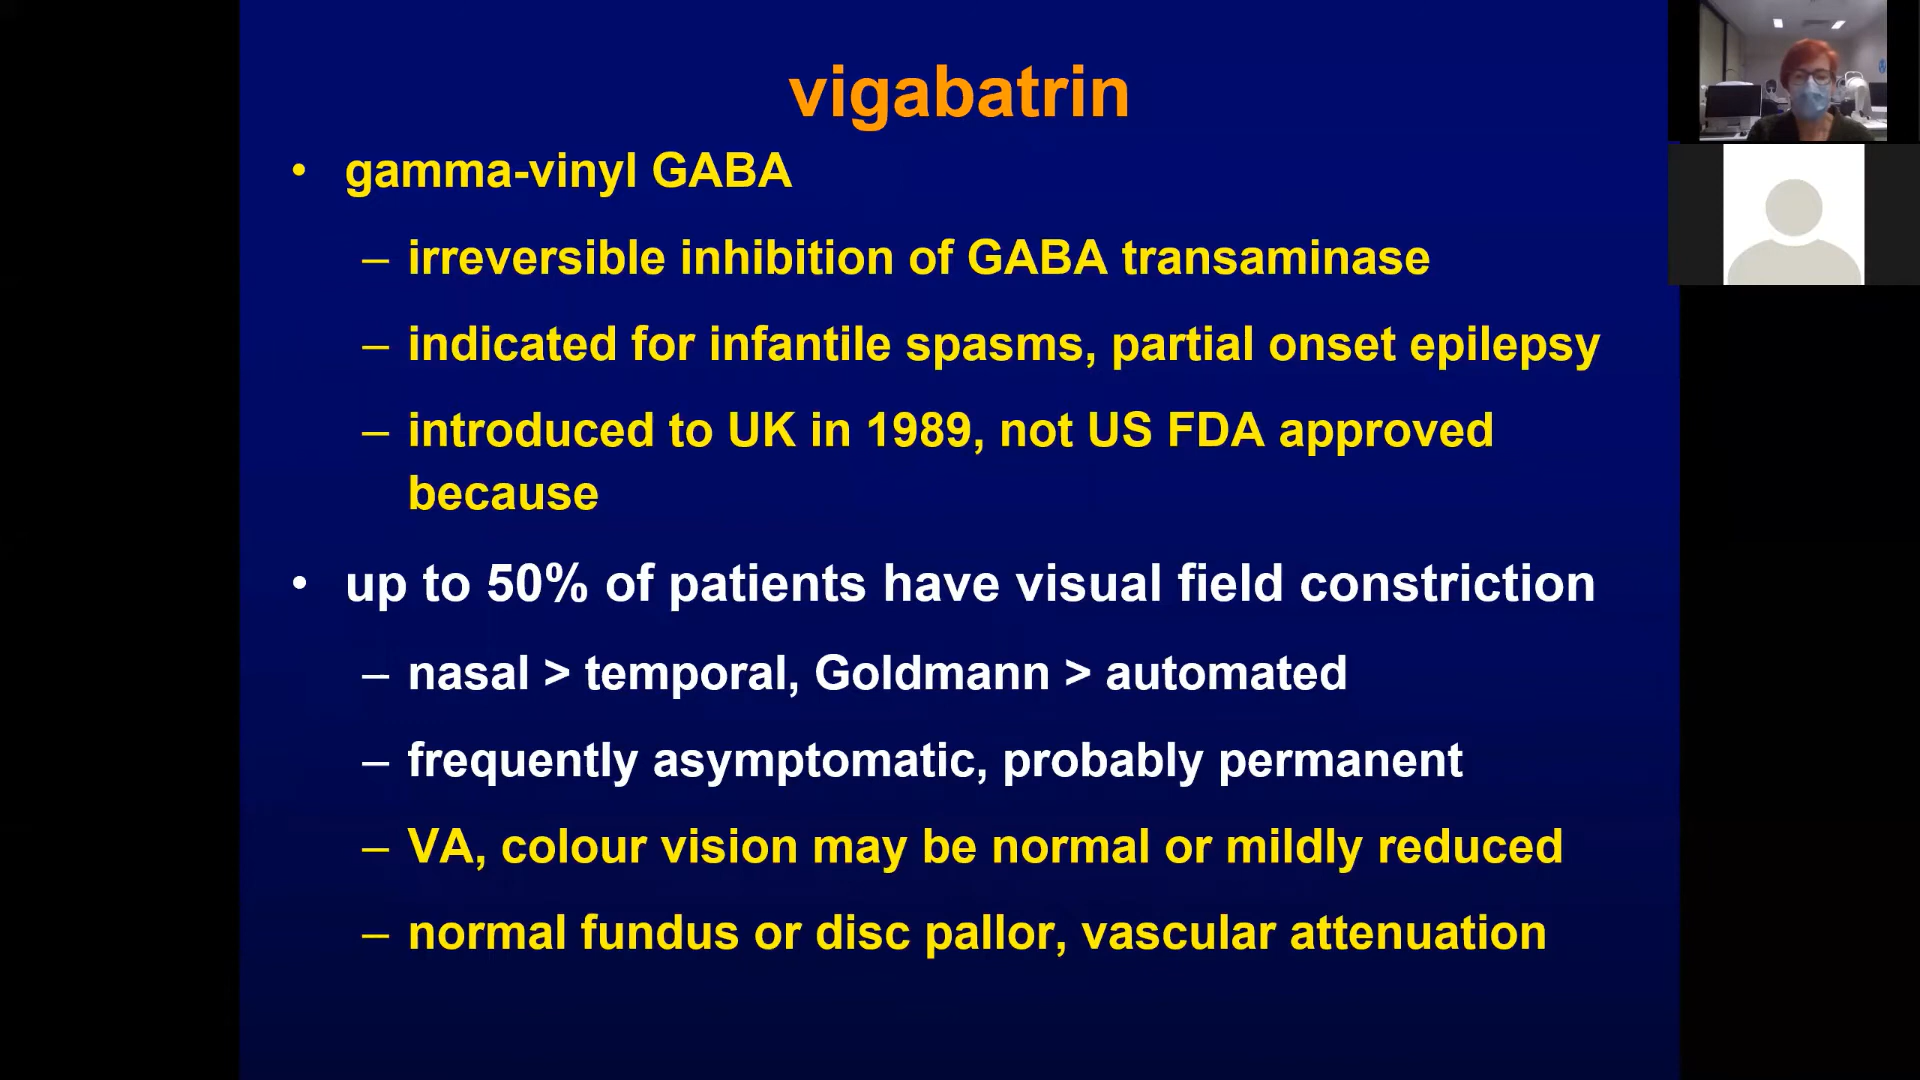 vigabatrin
• gamma-vinyl GABA
– irreversible inhibition of GABA transaminase
– indicated for infantile spasms, partial onset epilepsy
– introduced to UK in 1989, not US FDA approved
because
• up to 50% of patients have visual field constriction
– nasal > temporal, Goldmann > automated
– frequently asymptomatic, probably permanent
– VA, colour vision may be normal or mildly reduced
– normal fundus or disc pallor, vascular attenuation